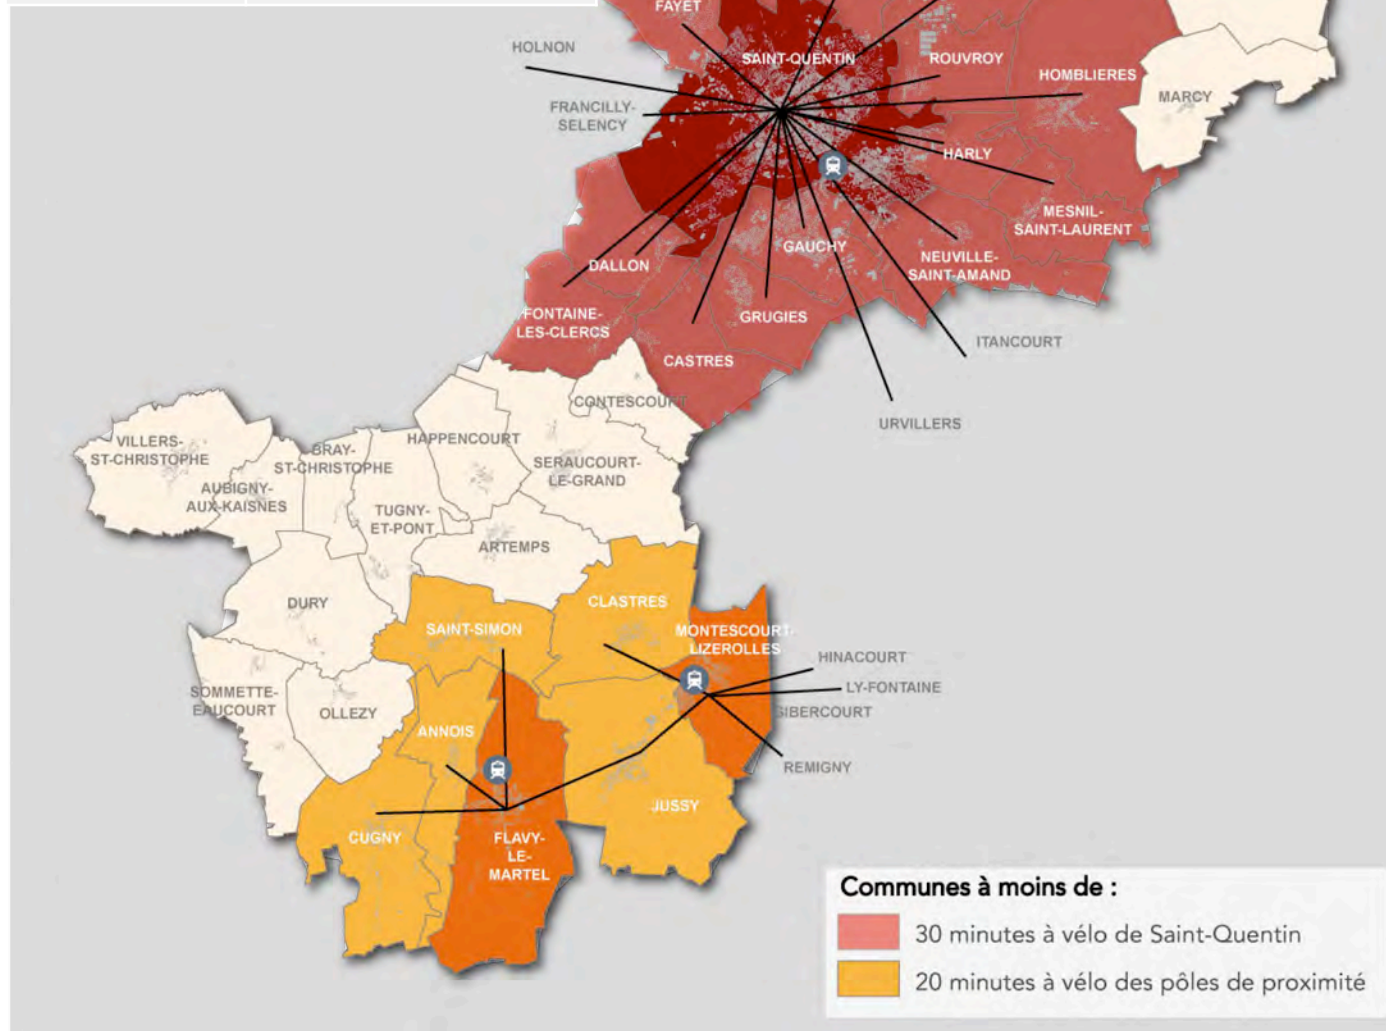 FAYET
HOLNON
SAINT-QUENTIN
ROUVROY
HOMBLIERES
MARCY
FRANCILLY-
SELENCY
HARLY
MESNIL-
SAINT-LAURENT
GAUCHY
NEUVILLE-
SAINT-AMAND
DALLON
FONTAINE-
LES-CLERCS
GRUGIES
ITANCOURT
CASTRES
CONTESCOURT
URVILLERS
VILLERS-
ST-CHRISTOPHE
BRAY-
ST-CHRISTOPHE
HAPPENCOURT
SERAUCOURT-
LE-GRAND
AUBIGNY-
AUX-KAISNES
TUGNY-
ET-PONT
ARTEMPS
DURY
CLASTRES
SAINT-SIMON
MONTESCOURT-
LIZEROLLES
HINACOURT
LY-FONTAINE
SOMMETTE-
EAUCOURT
OLLEZY
GIBERCOURT
ANNOIS
REMIGNY
JUSSY
CUGNY
FLAVY-
LE-
MARTEL
Communes à moins de :
30 minutes à vélo de Saint-Quentin
20 minutes à vélo des pôles de proximité